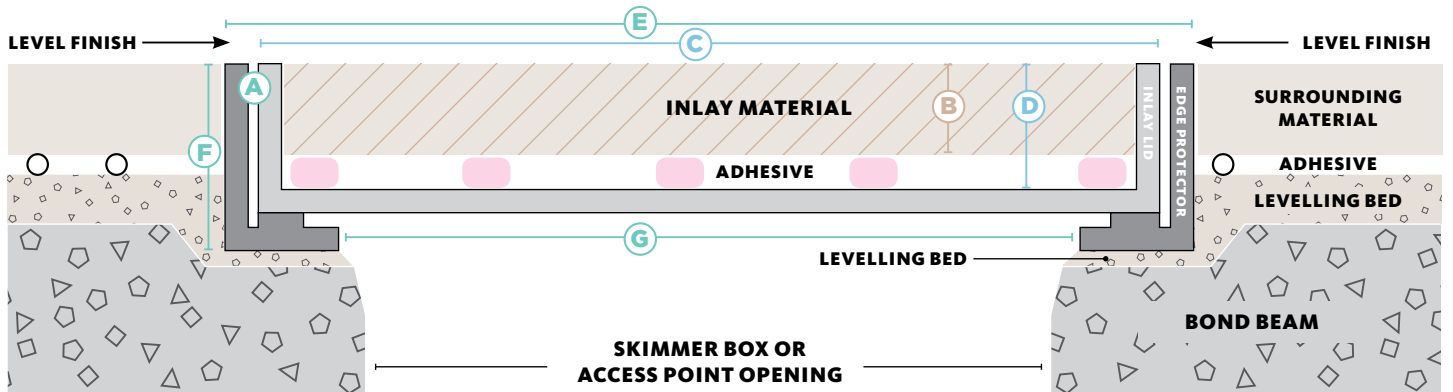 E
LEVEL FINISH
C
LEVEL FINISH
A
INLAY MATERIAL
B
D
INLAY LID
EDGE PROTECTOR
SURROUNDING
MATERIAL
F
ADHESIVE
ADHESIVE
LEVELLING BED
G
LEVELLING BED
BOND BEAM
SKIMMER BOX OR
ACCESS POINT OPENING